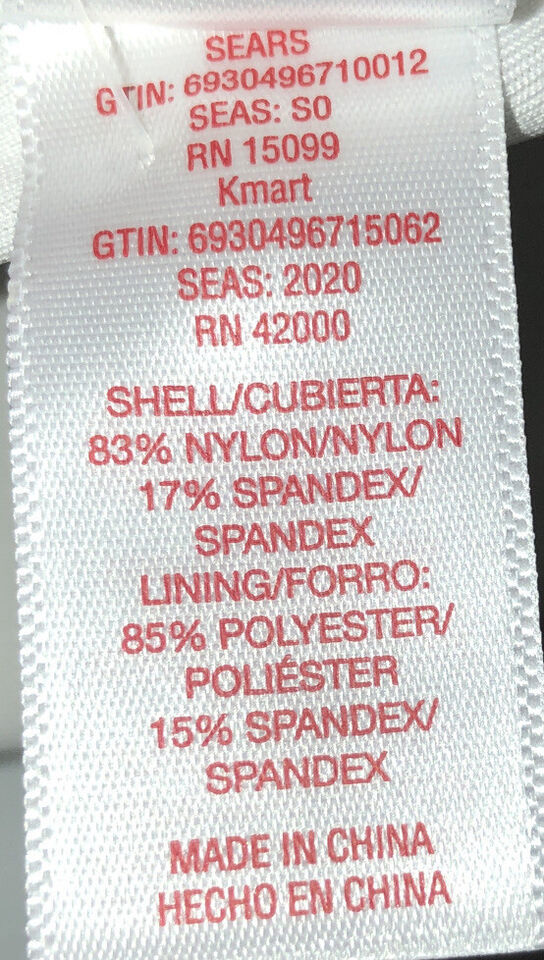 SEARS
GTIN: 6930496710012
SEAS: S0
RN 15099
Kmart
GTIN: 6930496715062
SEAS: 2020
RN 42000
SHELL/CUBIERTA:
83% NYLON/NYLON
17% SPANDEX/
SPANDEX
LINING/FORRO:
85% POLYESTER/
POLIÉSTER
15% SPANDEX/
SPANDEX
MADE IN CHINA
HECHO EN CHINA